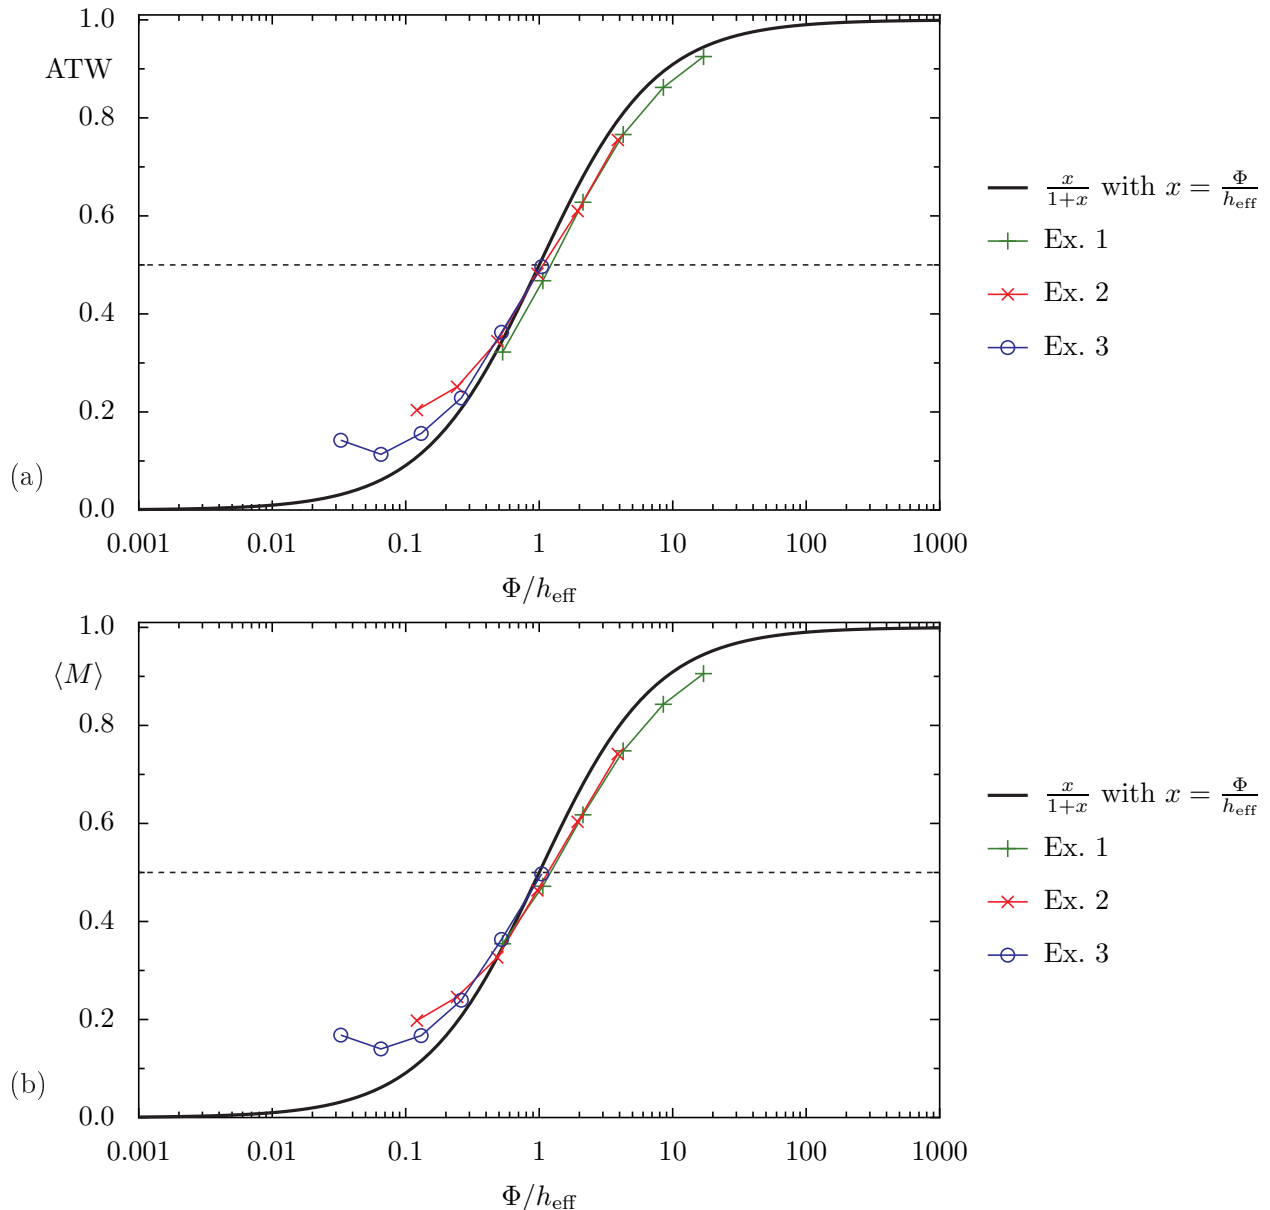 1.0
ATW
0.8
0.6
0.4
0.2
(a)
0.0
0.001 0.01 0.1 1 10 100 1000
Φ/h_eff
x/(1+x) with x = Φ/h_eff
Ex. 1
Ex. 2
Ex. 3
1.0
⟨M⟩
0.8
0.6
0.4
0.2
(b)
0.0
0.001 0.01 0.1 1 10 100 1000
Φ/h_eff
x/(1+x) with x = Φ/h_eff
Ex. 1
Ex. 2
Ex. 3